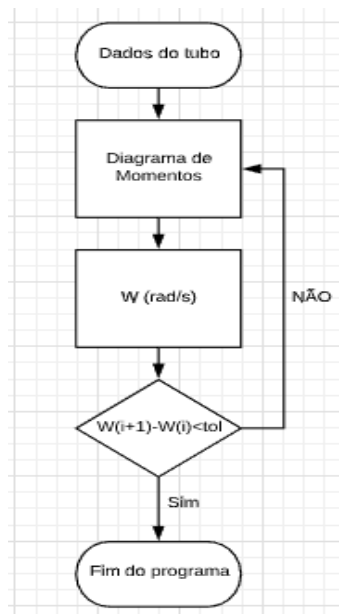 Dados do tubo
Diagrama de
Momentos
W (rad/s)
NÃO
W(i+1)-W(i)<tol
Sim
Fim do programa